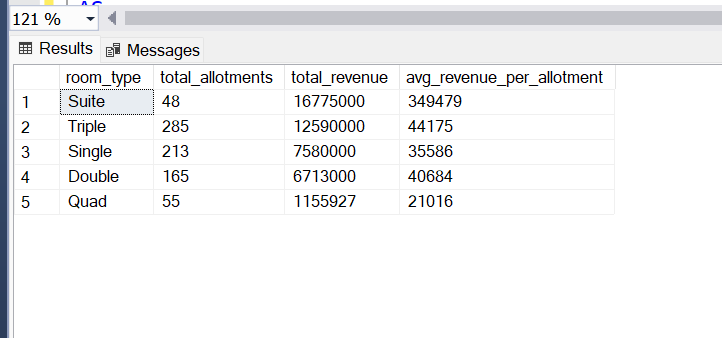 AS
121 %
Results Messages
room_type total_allotments total_revenue avg_revenue_per_allotment
1 Suite 48 16775000 349479
2 Triple 285 12590000 44175
3 Single 213 7580000 35586
4 Double 165 6713000 40684
5 Quad 55 1155927 21016